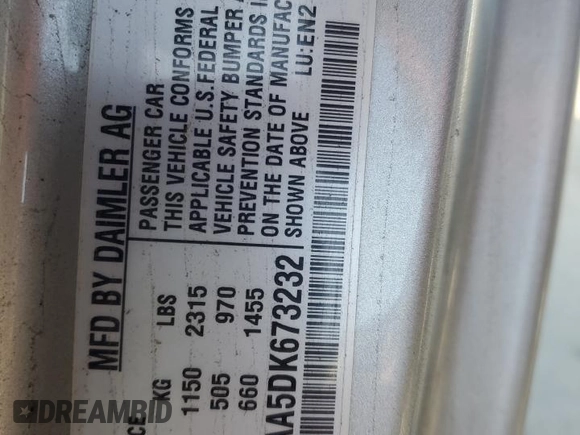 MFD BY DAIMLER AG
PASSENGER CAR
THIS VEHICLE CONFORMS
APPLICABLE U.S. FEDERAL
VEHICLE SAFETY BUMPER
PREVENTION STANDARDS
ON THE DATE OF MANUFAC
SHOWN ABOVE LU:EN2
KG LBS
1150 2315
505 970
660 1455
A5DK673232
DREAMBID